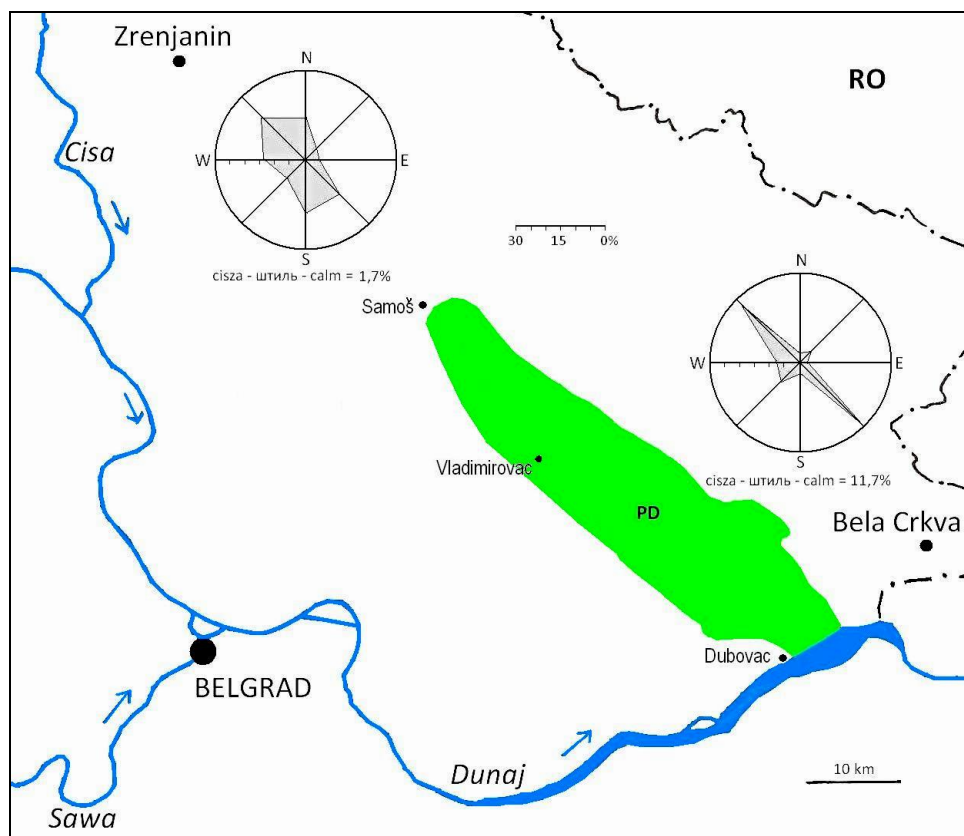 Zrenjanin
N
RO
Cisa
W
E
S
cisza - штиль - calm = 1,7%
30 15 0%
N
Samoš
W
E
Vladimirovac
S
cisza - штиль - calm = 11,7%
PD
Bela Crkva
Dubovac
BELGRAD
Dunaj
10 km
Sawa